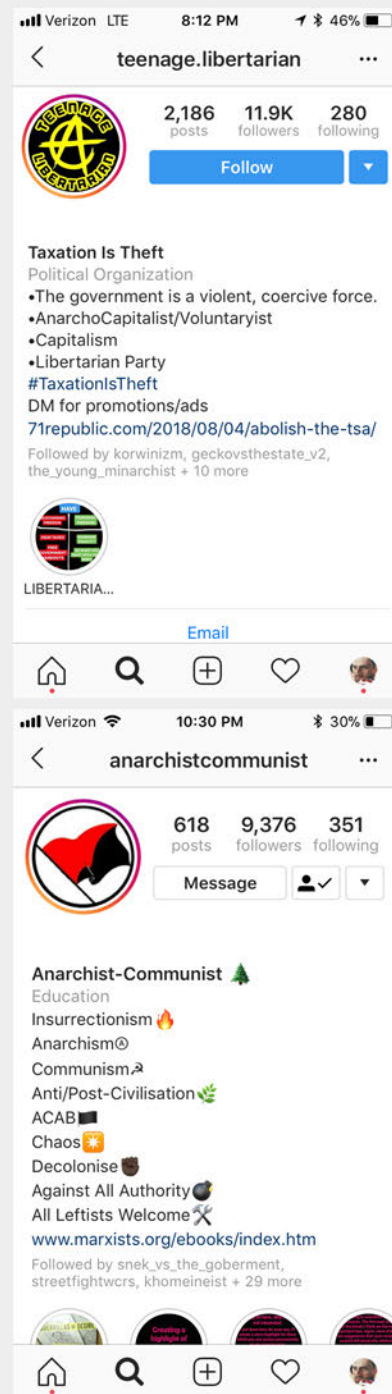 Verizon LTE 8:12 PM 46%
teenage.libertarian
TEENAGE
LIBERTARIAN
2,186 11.9K 280
posts followers following
Follow
Taxation Is Theft
Political Organization
•The government is a violent, coercive force.
•AnarchoCapitalist/Voluntaryist
•Capitalism
•Libertarian Party
#TaxationIsTheft
DM for promotions/ads
71republic.com/2018/08/04/abolish-the-tsa/
Followed by korwinizm, geckovsthestate_v2,
the_young_minarchist + 10 more
HAVE
LIBERTARIA...
Email
Verizon 10:30 PM 30%
anarchistcommunist
618 9,376 351
posts followers following
Message
Anarchist-Communist 🌲
Education
Insurrectionism🔥
AnarchismⒶ
Communism☭
Anti/Post-Civilisation🌿
ACAB🏴
Chaos💥
Decolonise✊🏿
Against All Authority💣
All Leftists Welcome🛠
www.marxists.org/ebooks/index.htm
Followed by snek_vs_the_goberment,
streetfightwcrs, khomeineist + 29 more
Creating a
highlight of